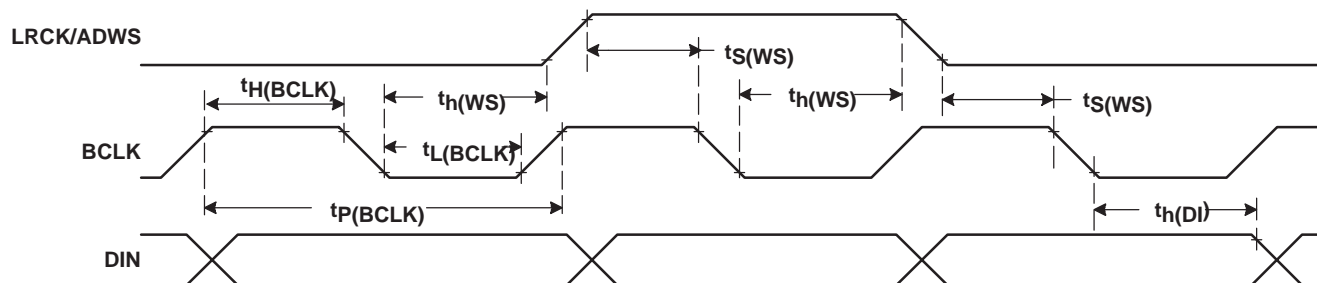 LRCK/ADWS
tS(WS)
tH(BCLK)
th(WS)
th(WS)
tS(WS)
BCLK
tL(BCLK)
tP(BCLK)
th(DI)
DIN